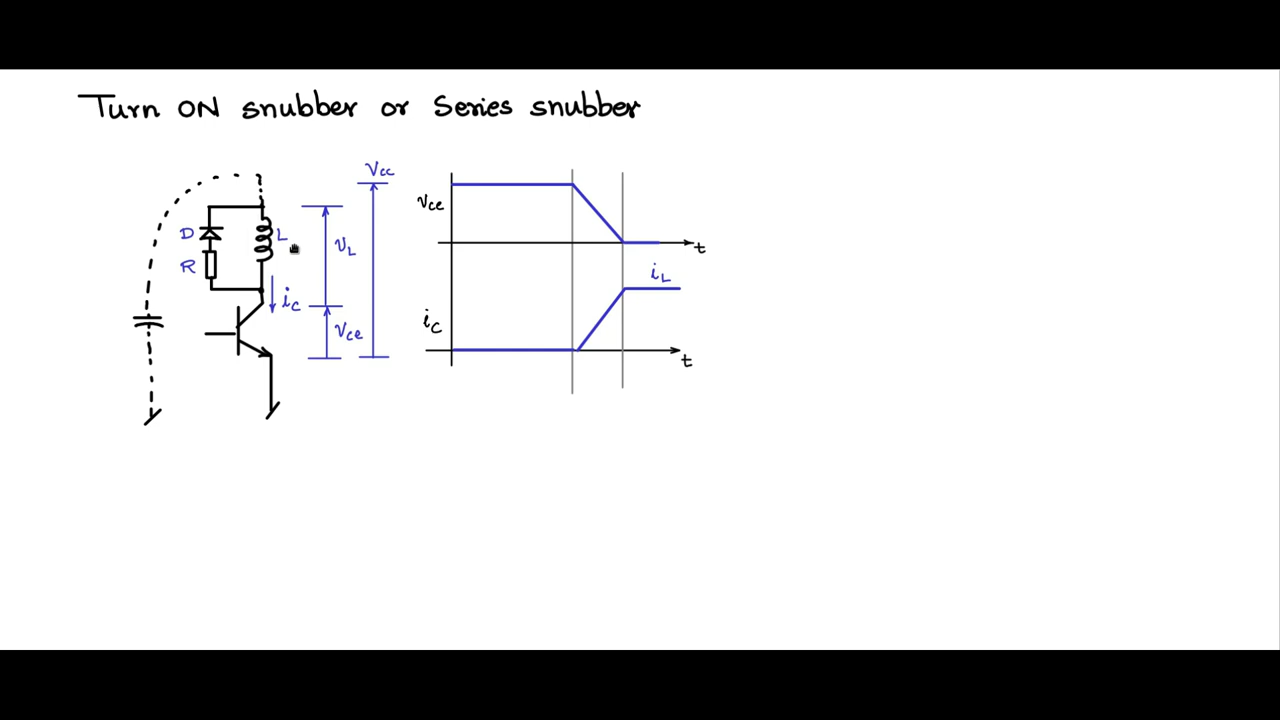 Turn ON snubber or Series snubber
Vcc
D
L
R
VL
ic
Vce
Vce
t
iL
ic
t